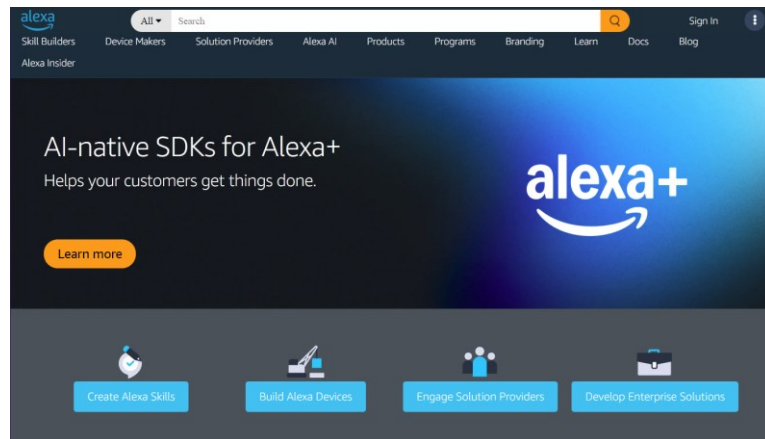 alexa
All Search Sign In
Skill Builders Device Makers Solution Providers Alexa AI Products Programs Branding Learn Docs Blog
Alexa Insider
AI-native SDKs for Alexa+
Helps your customers get things done.
Learn more
alexa+
Create Alexa Skills Build Alexa Devices Engage Solution Providers Develop Enterprise Solutions